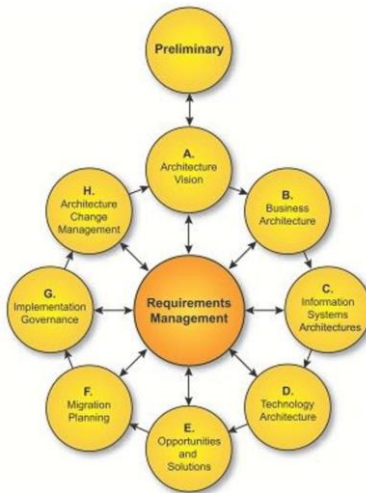 Preliminary
A.
Architecture
Vision
B.
Business
Architecture
C.
Information
Systems
Architectures
D.
Technology
Architecture
E.
Opportunities
and
Solutions
F.
Migration
Planning
G.
Implementation
Governance
H.
Architecture
Change
Management
Requirements
Management